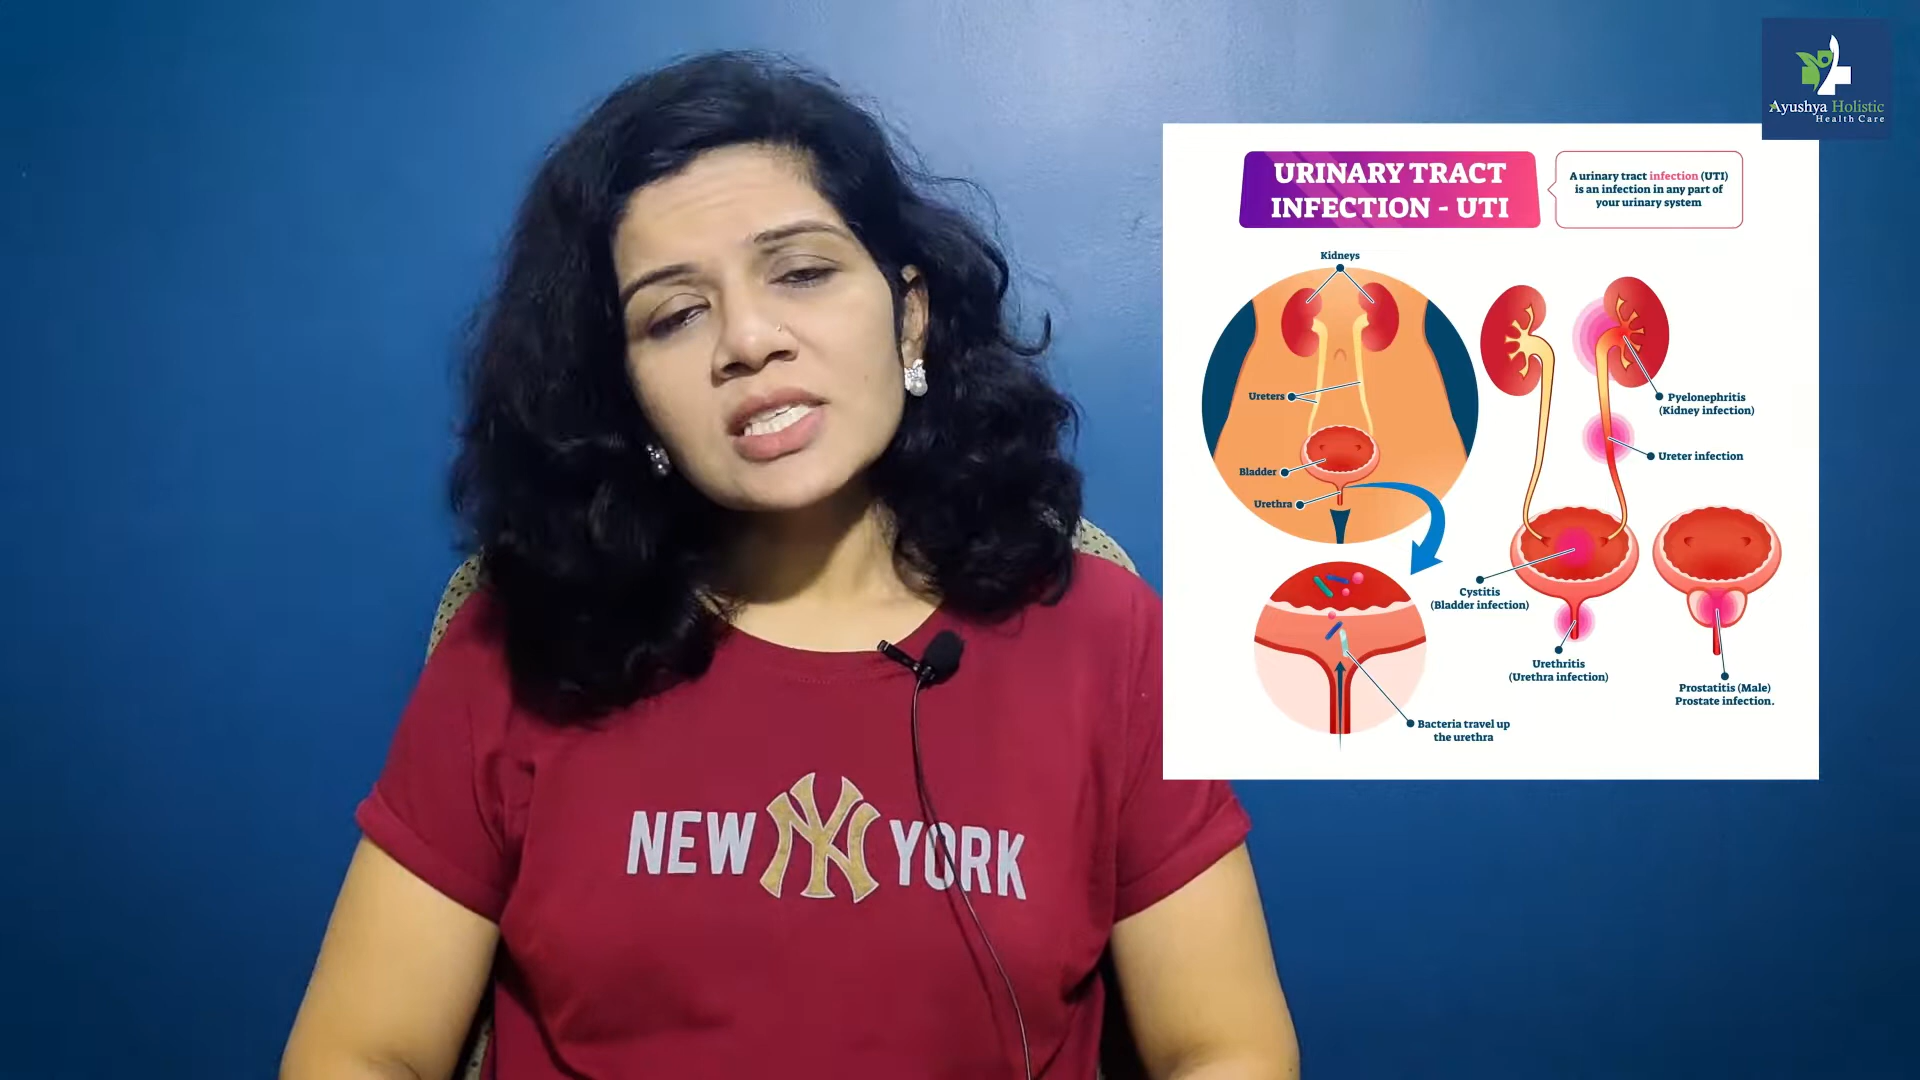 Ayushya Holistic
Health Care
URINARY TRACT
INFECTION - UTI
A urinary tract infection (UTI)
is an infection in any part of
your urinary system
Kidneys
Ureters
Bladder
Urethra
Pyelonephritis
(Kidney infection)
Ureter infection
Cystitis
(Bladder infection)
Urethritis
(Urethra infection)
Prostatitis (Male)
Prostate infection.
Bacteria travel up
the urethra
NEW NY YORK